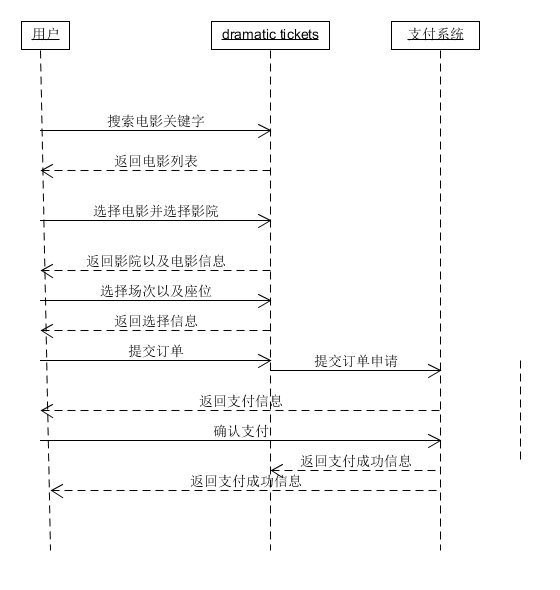 用户
dramatic tickets
支付系统
搜索电影关键字
返回电影列表
选择电影并选择影院
返回影院以及电影信息
选择场次以及座位
返回选择信息
提交订单
提交订单申请
返回支付信息
确认支付
返回支付成功信息
返回支付成功信息